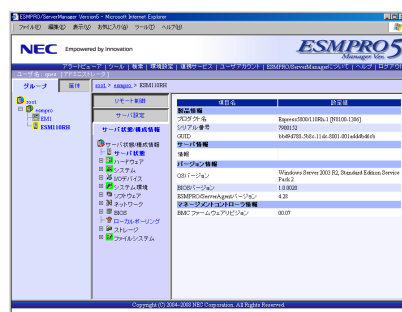 ESMPRO/ServerManager Version5 - Microsoft Internet Explorer
ファイル(F) 編集(E) 表示(V) お気に入り(A) ツール(T) ヘルプ(H)
NEC Empowered by Innovation
ESMPRO 5
Manager Ver.
アラートビューア | ツール | 検索 | 環境設定 | 連携サービス | ユーザアカウント | ESMPRO/ServerManagerについて | ヘルプ | ログアウト
グループ 筐体
root > esmpro > ESMI110RH
root
esmpro
EM1
ESMI110RH
リモート制御
サーバ設定
サーバ状態/構成情報
サーバ状態/構成情報
サーバ状態
ハードウェア
システム
I/Oデバイス
システム環境
ソフトウェア
ネットワーク
BIOS
ローカルポーリング
ストレージ
ファイルシステム
項目名 設定値
製品情報
プロダクト名 Express5800/110Rh-1 [N8100-1386]
シリアル番号 7900152
GUID
サーバ情報
情報
バージョン情報
OSバージョン Windows Server 2003 R2, Standard Edition Service Pack 2
BIOSバージョン 1.0.0028
ESMPRO/ServerAgentバージョン 4.28
マネージメントコントローラ情報
BMCファームウェアリビジョン 00.07
Copyright (C) 2004-2008 NEC Corporation. All Rights Reserved.